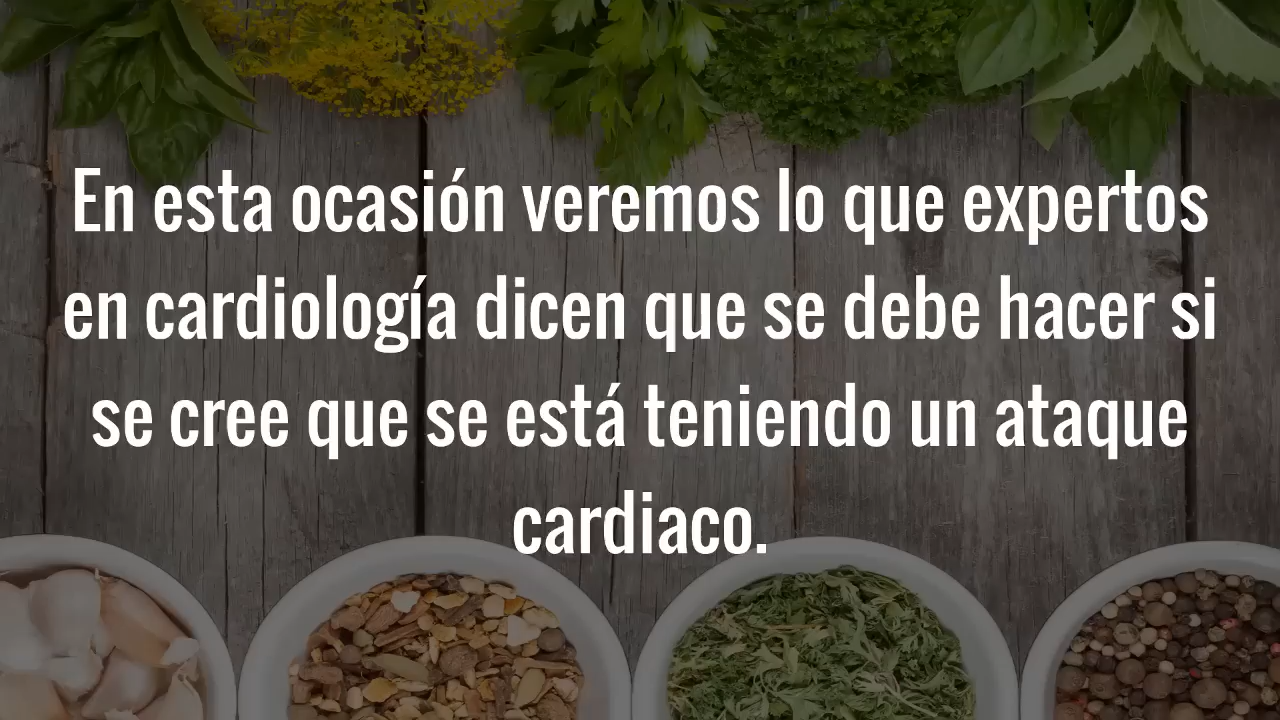 En esta ocasión veremos lo que expertos
en cardiología dicen que se debe hacer si
se cree que se está teniendo un ataque
cardiaco.